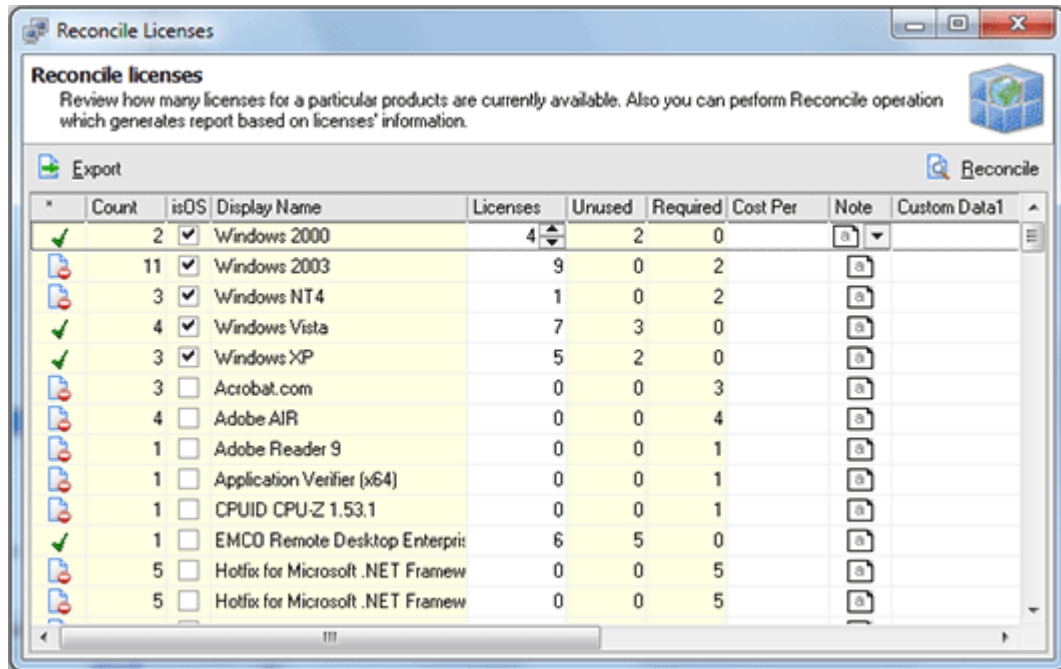 Reconcile Licenses
Reconcile licenses
Review how many licenses for a particular products are currently available. Also you can perform Reconcile operation
which generates report based on licenses' information.
Export Reconcile
* Count isOS Display Name Licenses Unused Required Cost Per Note Custom Data1
2 Windows 2000 4 2 0 a
11 Windows 2003 9 0 2 a
3 Windows NT4 1 0 2 a
4 Windows Vista 7 3 0 a
3 Windows XP 5 2 0 a
3 Acrobat.com 0 0 3 a
4 Adobe AIR 0 0 4 a
1 Adobe Reader 9 0 0 1 a
1 Application Verifier (x64) 0 0 1 a
1 CPUID CPU-Z 1.53.1 0 0 1 a
1 EMCO Remote Desktop Enterpris 6 5 0 a
5 Hotfix for Microsoft .NET Framew 0 0 5 a
5 Hotfix for Microsoft .NET Framew 0 0 5 a